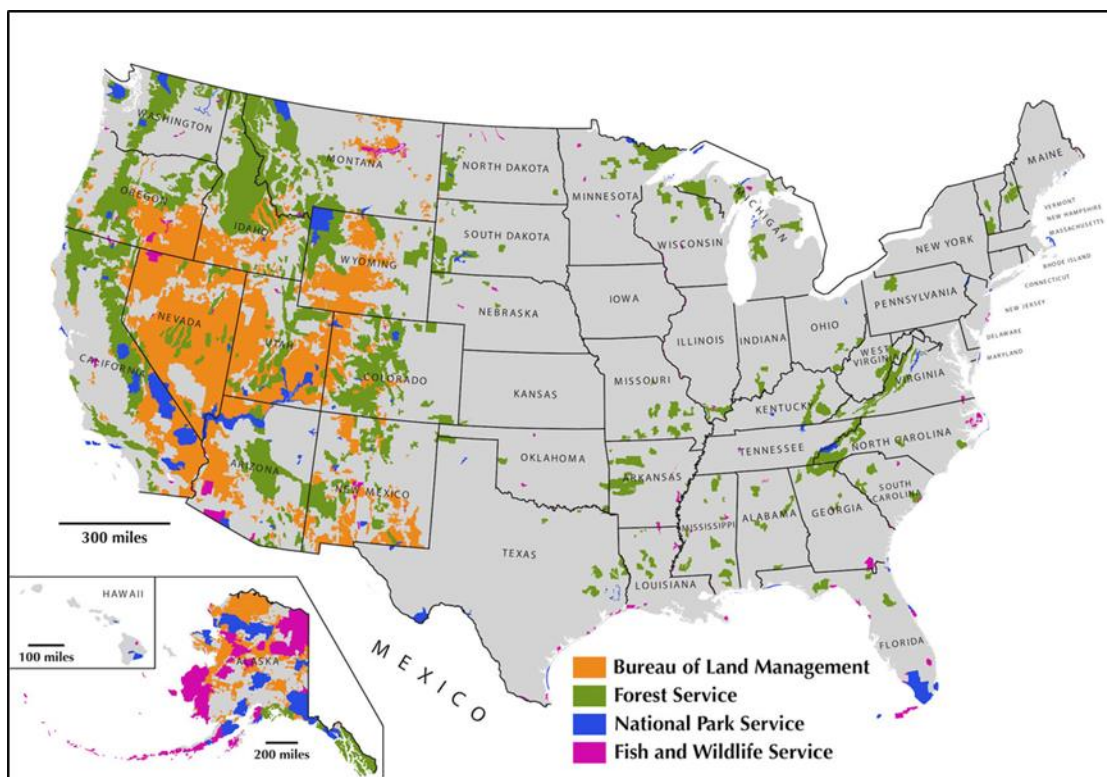 WASHINGTON
MONTANA
NORTH DAKOTA
MINNESOTA
MAINE
OREGON
IDAHO
SOUTH DAKOTA
WISCONSIN
MICHIGAN
VERMONT
NEW HAMPSHIRE
MASSACHUSETTS
NEW YORK
WYOMING
RHODE ISLAND
CONNECTICUT
IOWA
PENNSYLVANIA
NEW JERSEY
NEBRASKA
NEVADA
UTAH
OHIO
ILLINOIS
INDIANA
DELAWARE
WEST
VIRGINIA
MARYLAND
CALIFORNIA
COLORADO
KANSAS
MISSOURI
VIRGINIA
KENTUCKY
ARIZONA
NEW MEXICO
OKLAHOMA
TENNESSEE
NORTH CAROLINA
ARKANSAS
SOUTH
CAROLINA
MISSISSIPPI
ALABAMA
GEORGIA
300 miles
TEXAS
LOUISIANA
HAWAII
100 miles
FLORIDA
ALASKA
200 miles
MEXICO
Bureau of Land Management
Forest Service
National Park Service
Fish and Wildlife Service